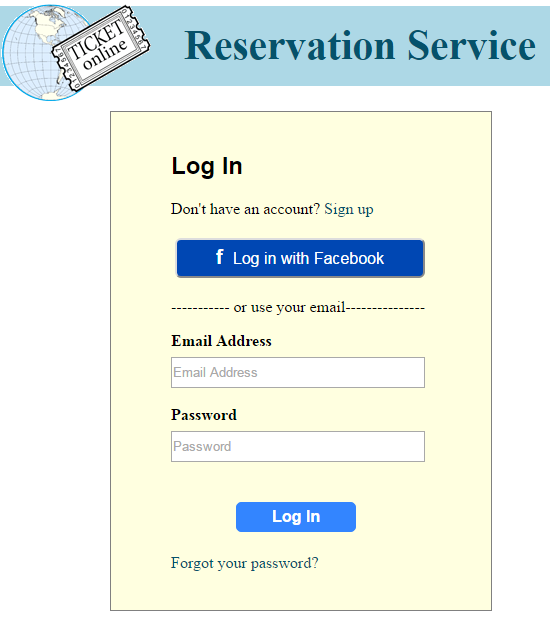 TICKET
online
Reservation Service
Log In
Don't have an account? Sign up
f Log in with Facebook
----------- or use your email---------------
Email Address
Email Address
Password
Password
Log In
Forgot your password?